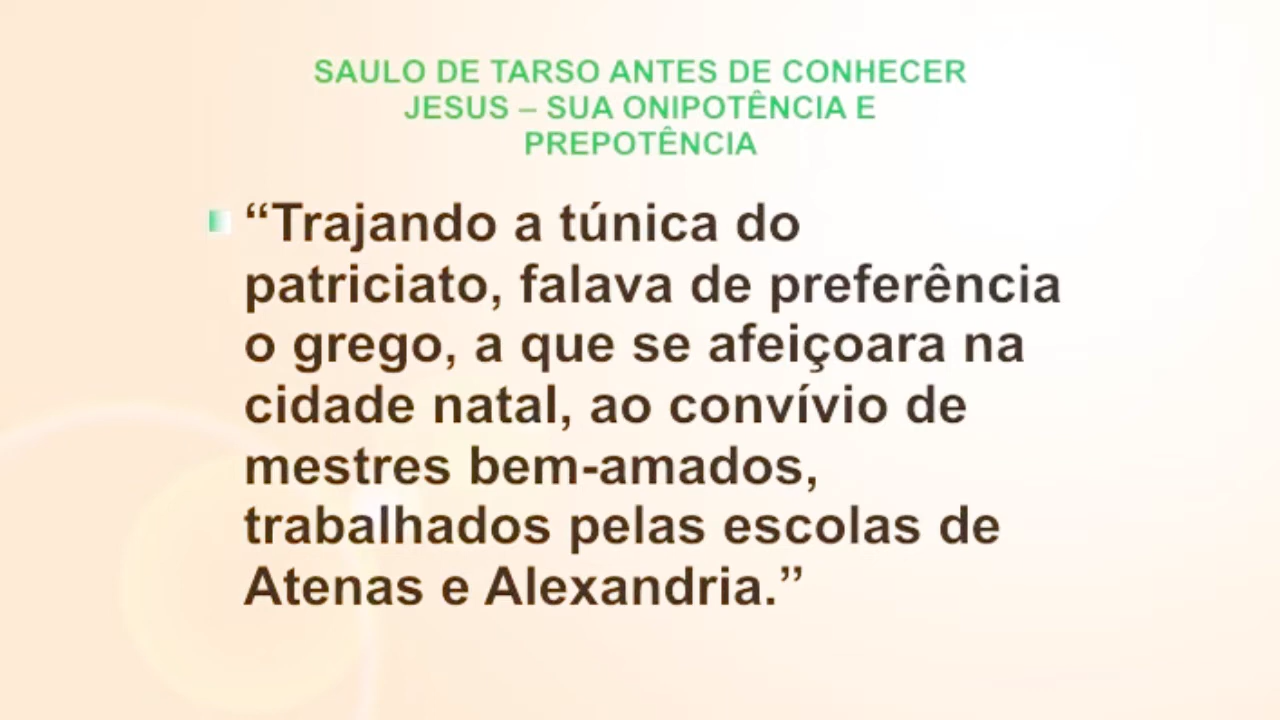 SAULO DE TARSO ANTES DE CONHECER
JESUS – SUA ONIPOTÊNCIA E
PREPOTÊNCIA
“Trajando a túnica do
patriciato, falava de preferência
o grego, a que se afeiçoara na
cidade natal, ao convívio de
mestres bem-amados,
trabalhados pelas escolas de
Atenas e Alexandria.”